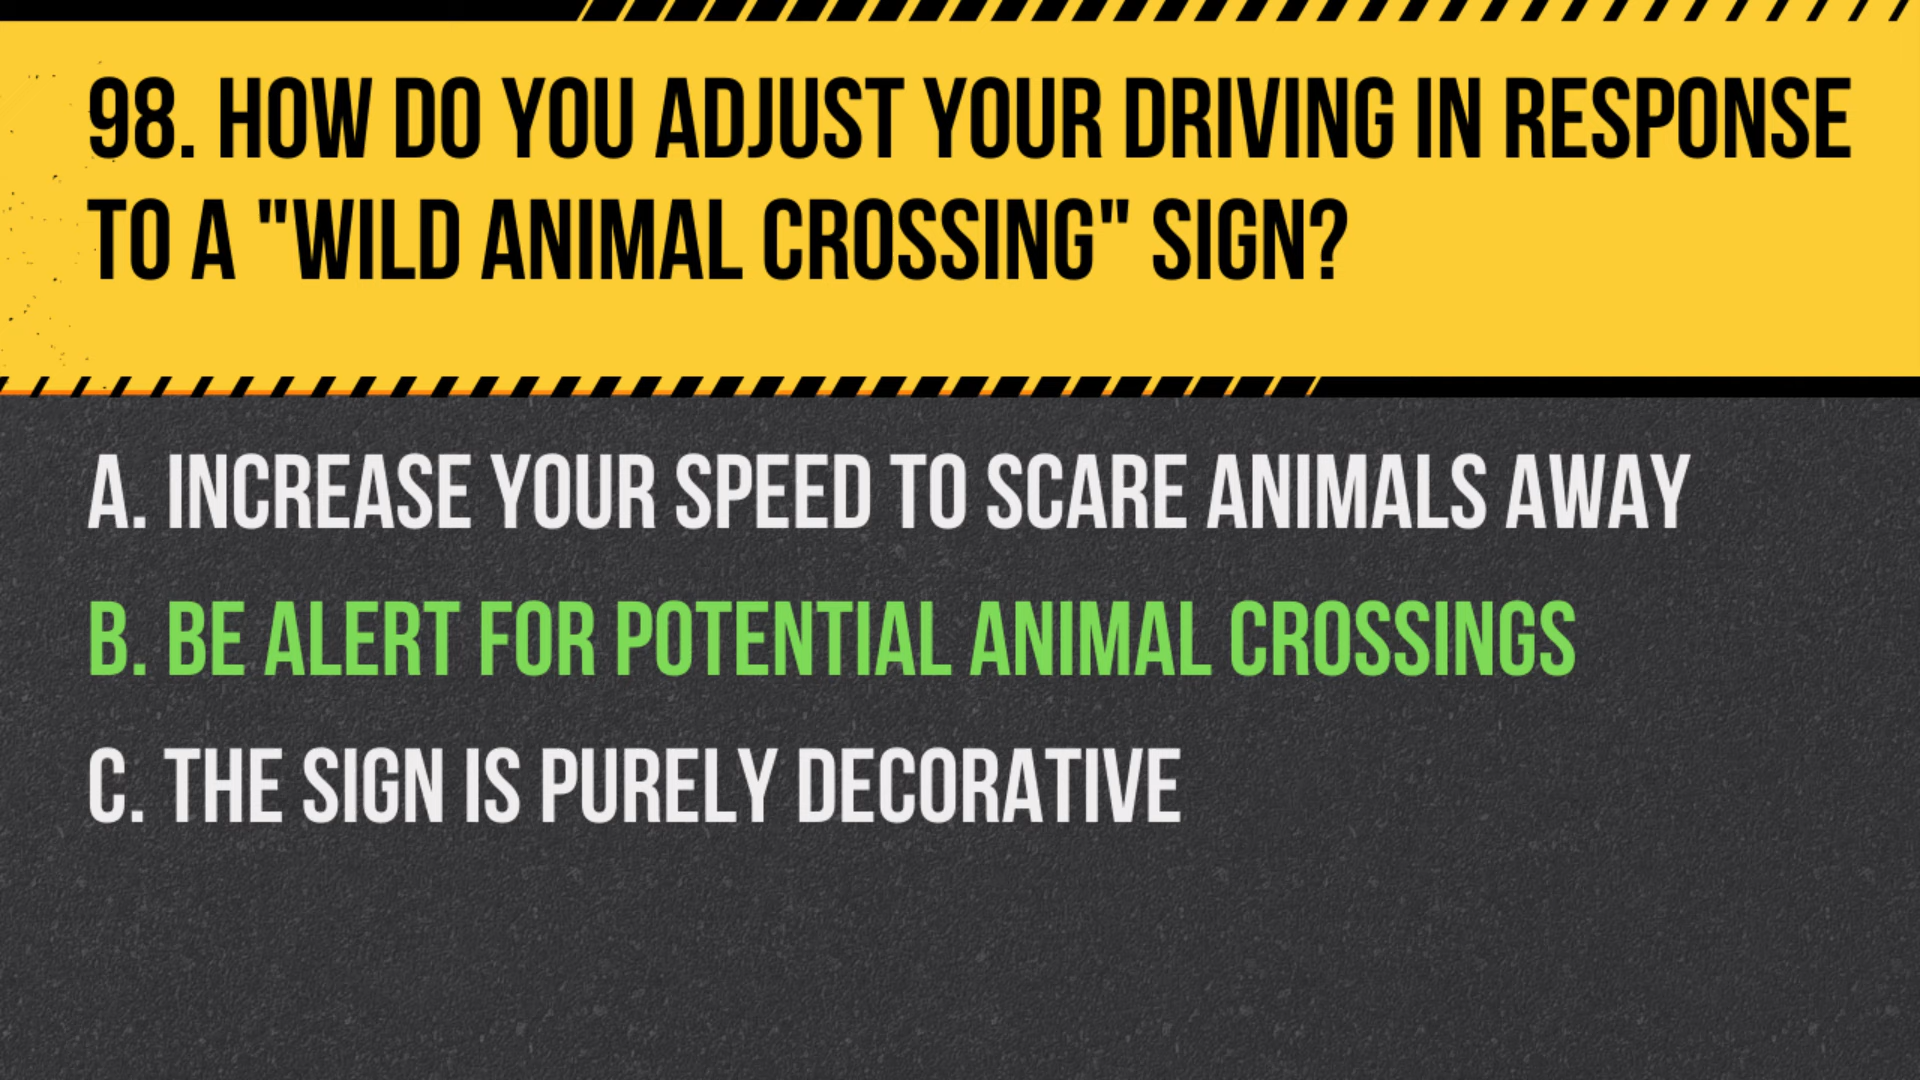 98. HOW DO YOU ADJUST YOUR DRIVING IN RESPONSE
TO A "WILD ANIMAL CROSSING" SIGN?
A. INCREASE YOUR SPEED TO SCARE ANIMALS AWAY
B. BE ALERT FOR POTENTIAL ANIMAL CROSSINGS
C. THE SIGN IS PURELY DECORATIVE